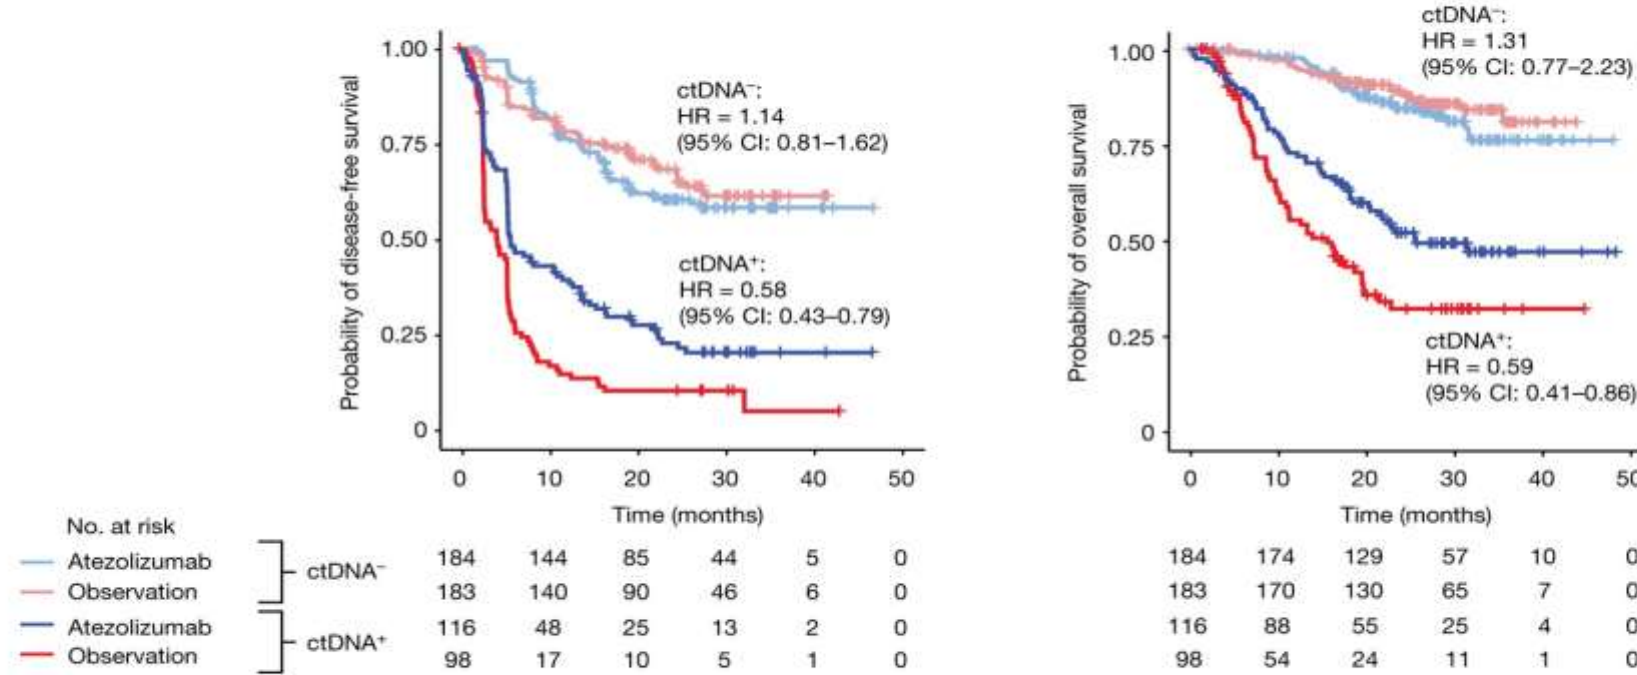 Probability of disease-free survival
1.00
0.75
0.50
0.25
0
ctDNA⁻:
HR = 1.14
(95% CI: 0.81–1.62)
ctDNA⁺:
HR = 0.58
(95% CI: 0.43–0.79)
0 10 20 30 40 50
Time (months)
Probability of overall survival
1.00
0.75
0.50
0.25
0
ctDNA⁻:
HR = 1.31
(95% CI: 0.77–2.23)
ctDNA⁺:
HR = 0.59
(95% CI: 0.41–0.86)
0 10 20 30 40 50
Time (months)
No. at risk
Atezolizumab
Observation
ctDNA⁻
Atezolizumab
Observation
ctDNA⁺
184 144 85 44 5 0
183 140 90 46 6 0
116 48 25 13 2 0
98 17 10 5 1 0
184 174 129 57 10 0
183 170 130 65 7 0
116 88 55 25 4 0
98 54 24 11 1 0